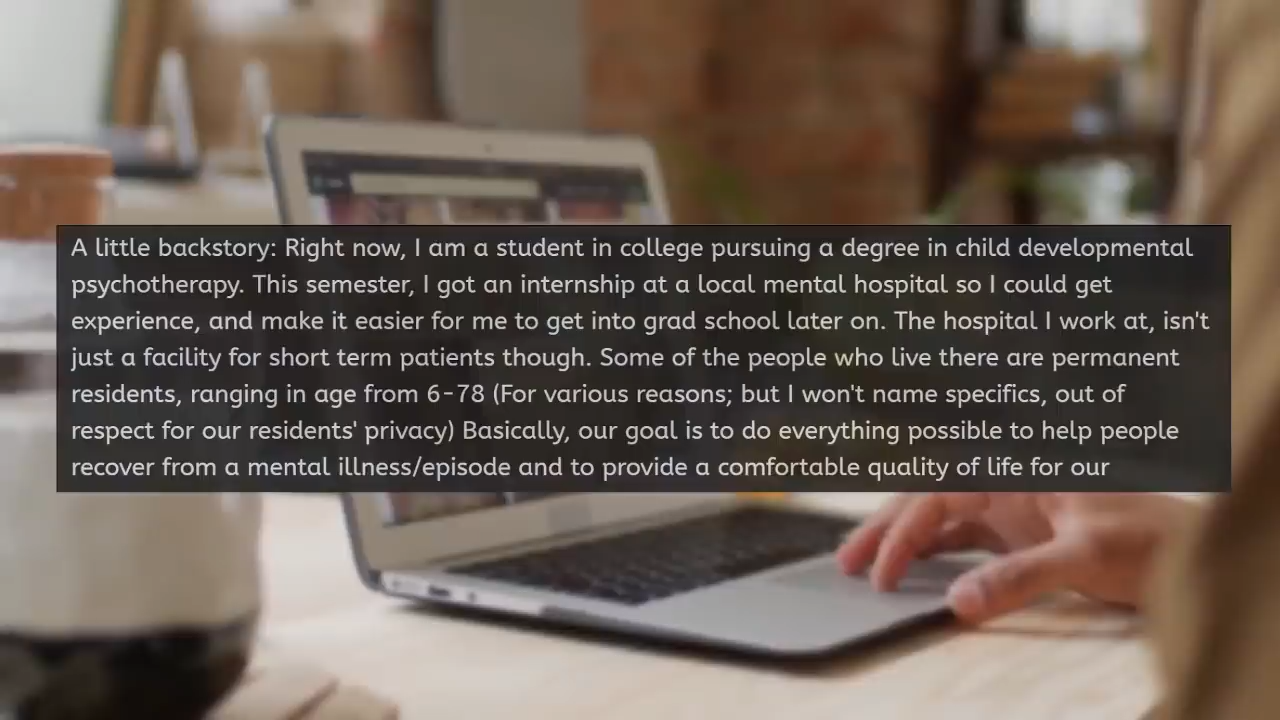 A little backstory: Right now, I am a student in college pursuing a degree in child developmental
psychotherapy. This semester, I got an internship at a local mental hospital so I could get
experience, and make it easier for me to get into grad school later on. The hospital I work at, isn't
just a facility for short term patients though. Some of the people who live there are permanent
residents, ranging in age from 6-78 (For various reasons; but I won't name specifics, out of
respect for our residents' privacy) Basically, our goal is to do everything possible to help people
recover from a mental illness/episode and to provide a comfortable quality of life for our